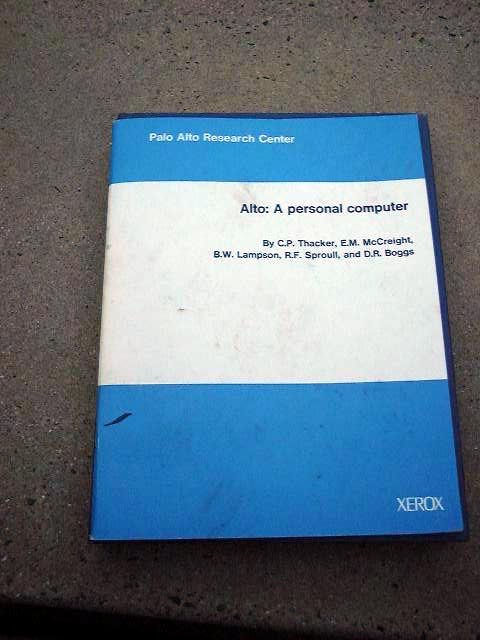 Palo Alto Research Center
Alto: A personal computer
By C.P. Thacker, E.M. McCreight,
B.W. Lampson, R.F. Sproull, and D.R. Boggs
XEROX